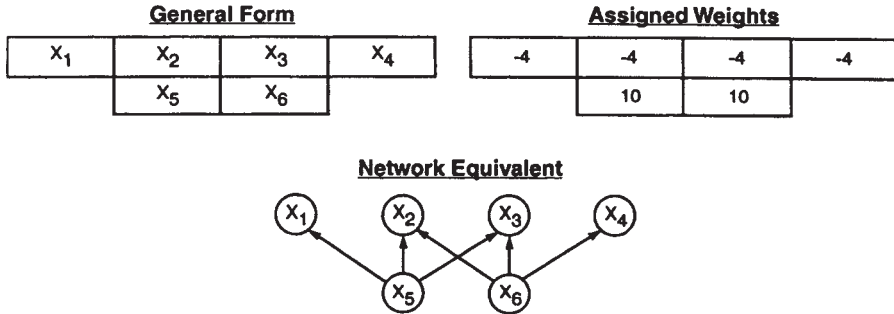 General Form
X1 X2 X3 X4
X5 X6
Assigned Weights
-4 -4 -4 -4
10 10
Network Equivalent
X1 X2 X3 X4
X5 X6